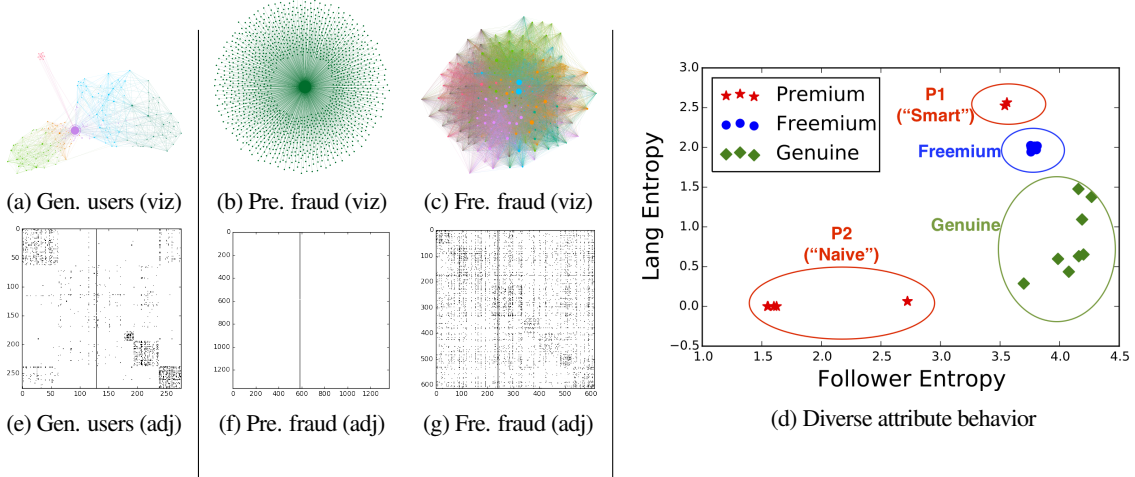 (a) Gen. users (viz)
(b) Pre. fraud (viz)
(c) Fre. fraud (viz)
0
50
100
150
200
250
0 50 100 150 200 250
(e) Gen. users (adj)
0
200
400
600
800
1000
1200
0 200 400 600 800 1000 1200
(f) Pre. fraud (adj)
0
100
200
300
400
500
600
0 100 200 300 400 500 600
(g) Fre. fraud (adj)
Lang Entropy
3.0
2.5
2.0
1.5
1.0
0.5
0.0
−0.5
1.0 1.5 2.0 2.5 3.0 3.5 4.0 4.5
Follower Entropy
Premium
Freemium
Genuine
P1
(“Smart”)
Freemium
Genuine
P2
(“Naive”)
(d) Diverse attribute behavior